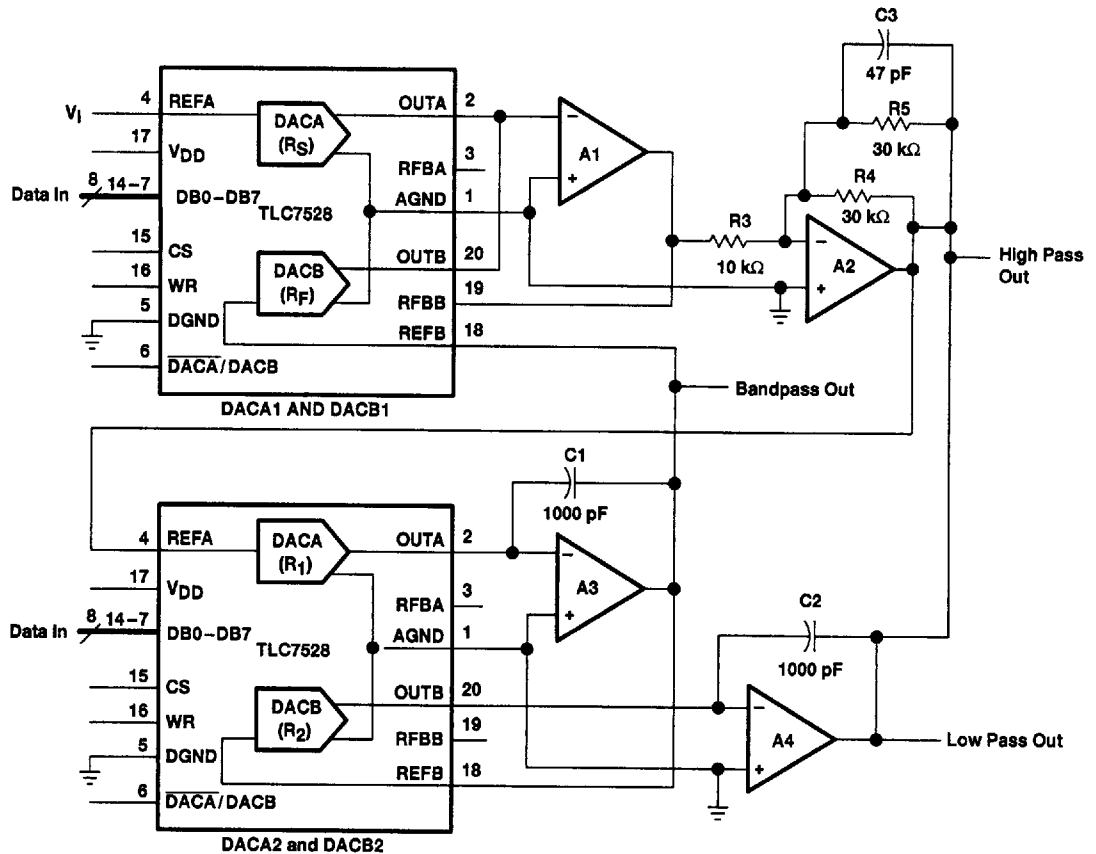 C3
47 pF
R5
30 kΩ
R4
30 kΩ
R3
10 kΩ
A1
A2
High Pass
Out
VI
4
REFA
17
VDD
Data In
8
14–7
DB0–DB7
TLC7528
15
CS
16
WR
5
DGND
6
DACA/DACB
DACA
(RS)
DACB
(RF)
OUTA
2
RFBA
3
AGND
1
OUTB
20
RFBB
19
REFB
18
DACA1 AND DACB1
Bandpass Out
C1
1000 pF
A3
4
REFA
17
VDD
Data In
8
14–7
DB0–DB7
TLC7528
15
CS
16
WR
5
DGND
6
DACA/DACB
DACA
(R1)
DACB
(R2)
OUTA
2
RFBA
3
AGND
1
OUTB
20
RFBB
19
REFB
18
DACA2 and DACB2
C2
1000 pF
A4
Low Pass Out
− + − + − + − +